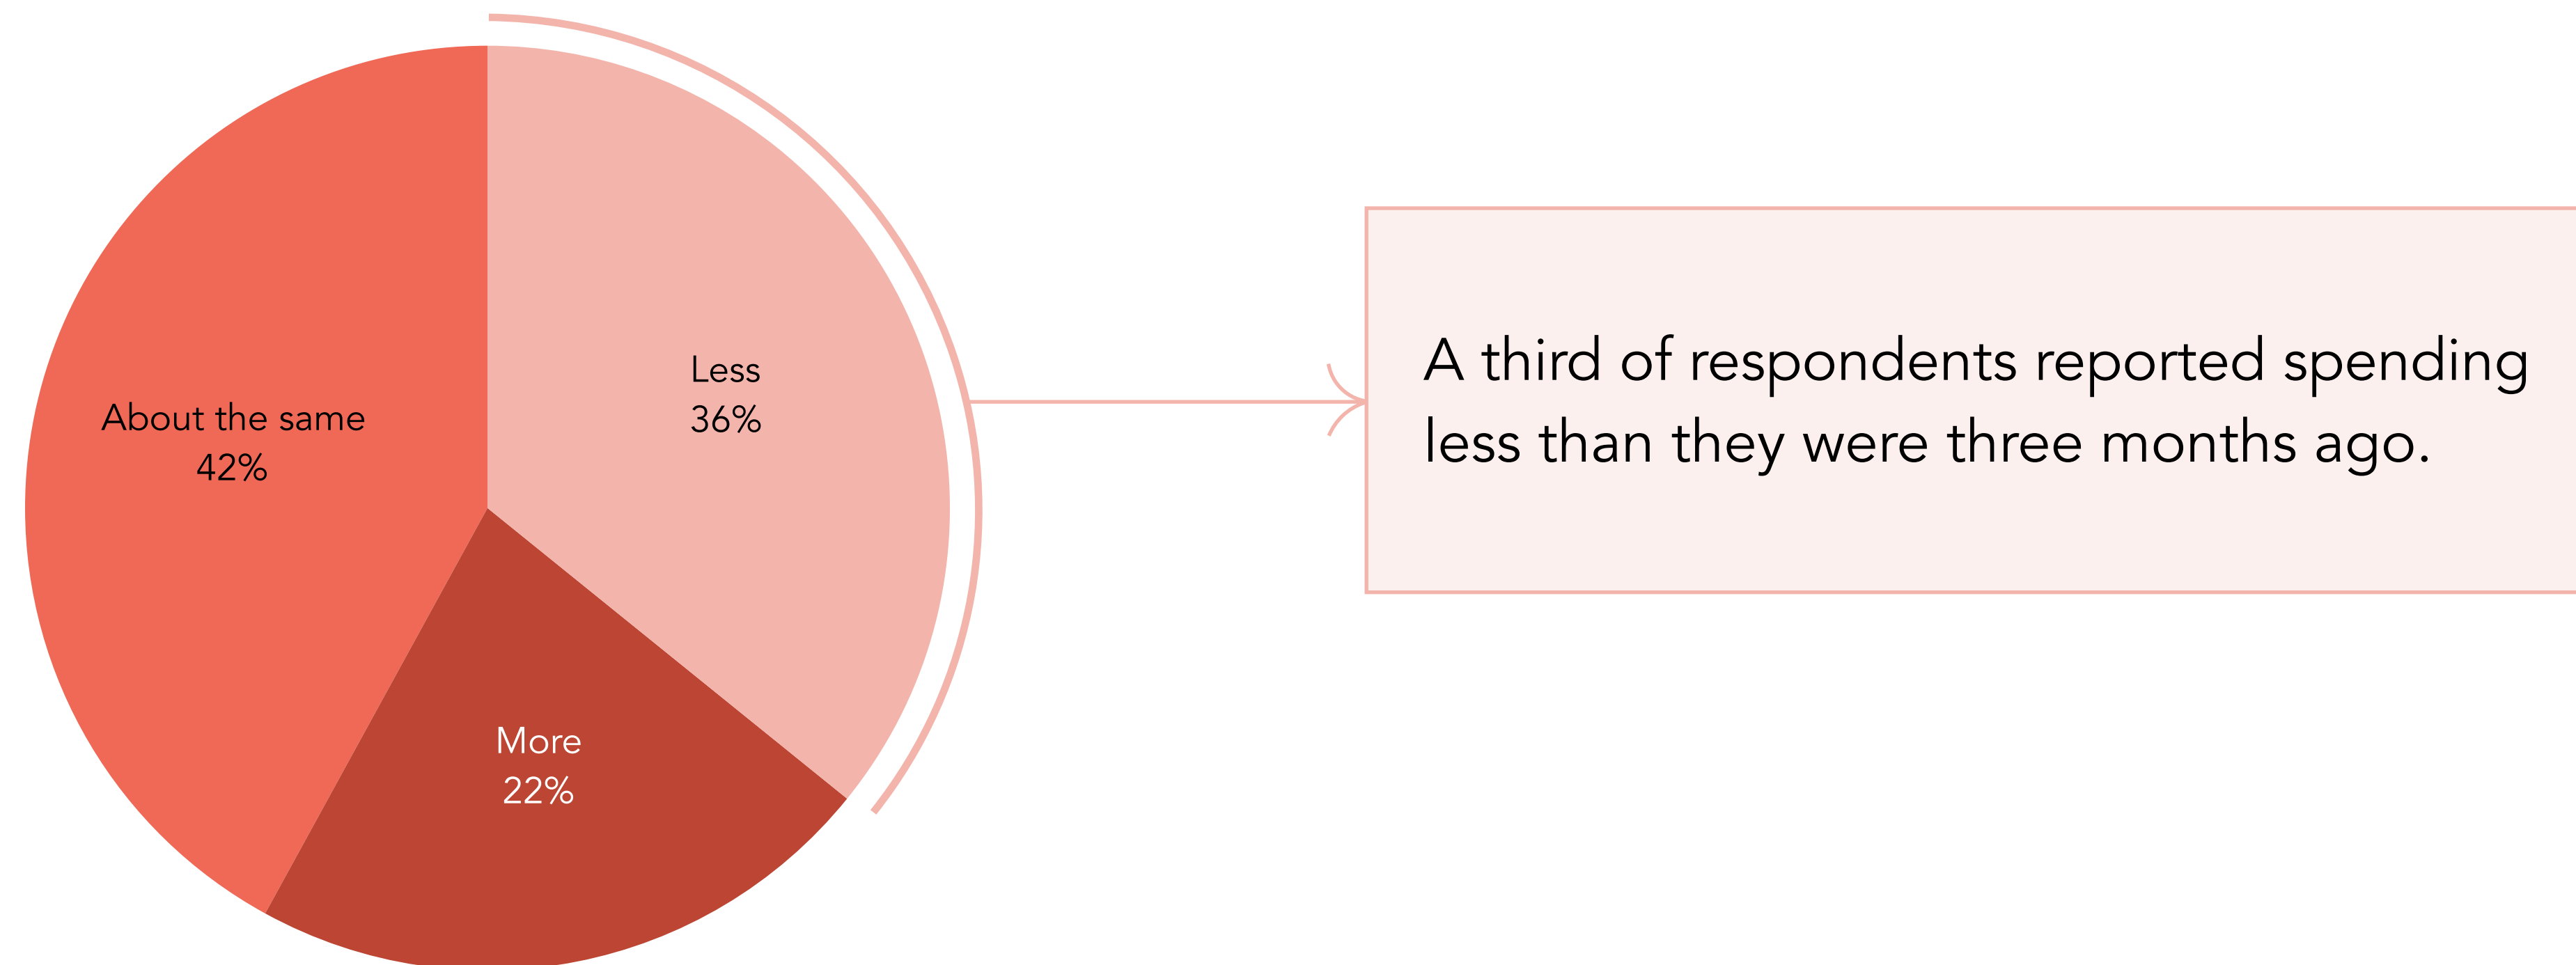 About the same
42%
Less
36%
More
22%
A third of respondents reported spending
less than they were three months ago.